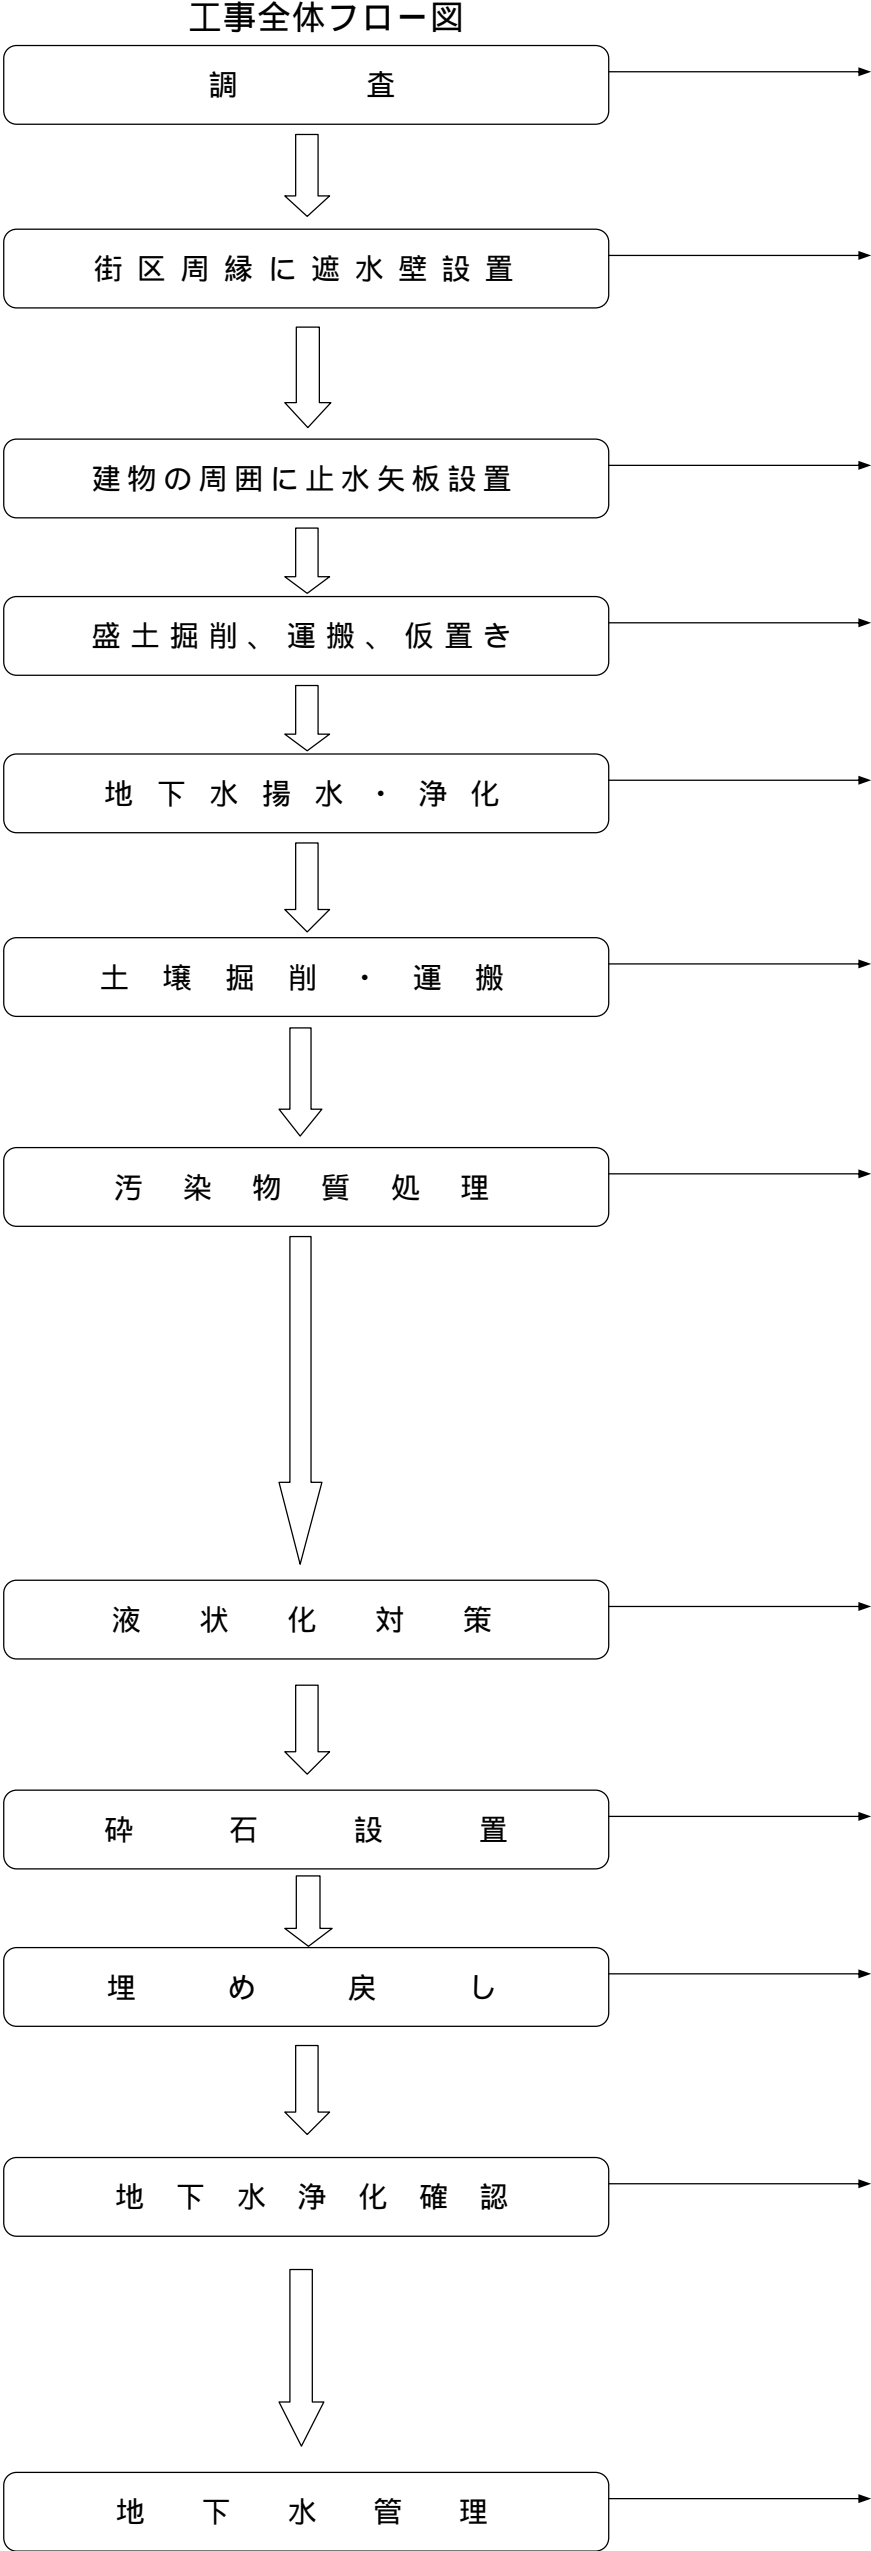 工事全体フロー図
調査
街区周縁に遮水壁設置
建物の周囲に止水矢板設置
盛土掘削、運搬、仮置き
地下水揚水・浄化
土壌掘削・運搬
汚染物質処理
液状化対策
砕石設置
埋め戻し
地下水浄化確認
地下水管理